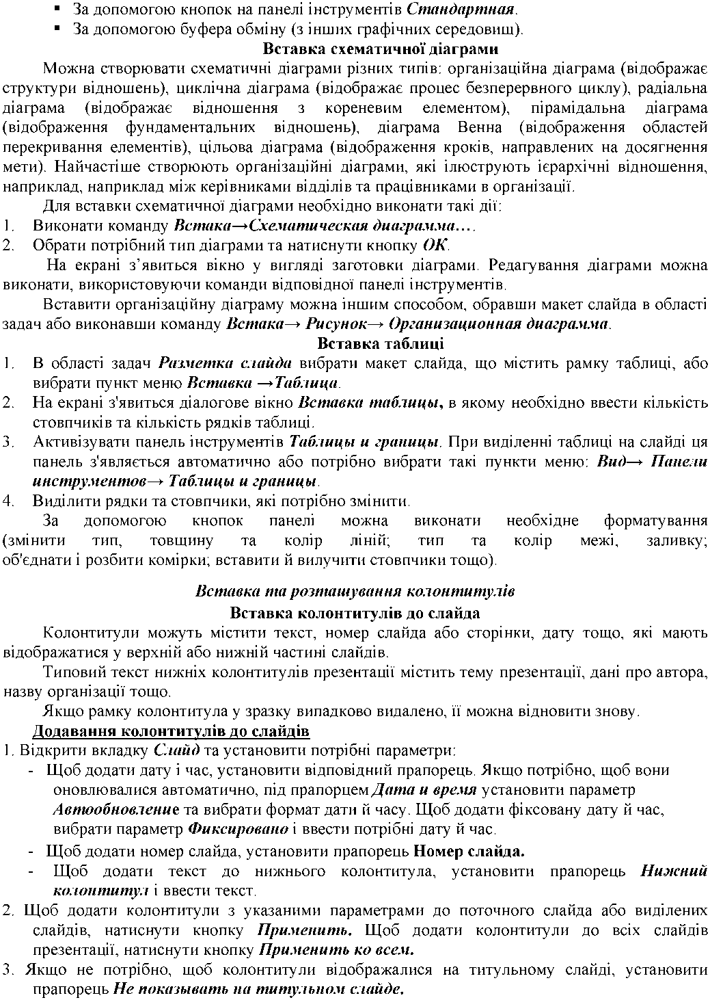 ▪ За допомогою кнопок на панелі інструментів Стандартная.
▪ За допомогою буфера обміну (з інших графічних середовищ).
Вставка схематичної діаграми
Можна створювати схематичні діаграми різних типів: організаційна діаграма (відображає
структури відношень), циклічна діаграма (відображає процес безперервного циклу), радіальна
діаграма (відображає відношення з кореневим елементом), пірамідальна діаграма
(відображення фундаментальних відношень), діаграма Венна (відображення областей
перекривання елементів), цільова діаграма (відображення кроків, направлених на досягнення
мети). Найчастіше створюють організаційні діаграми, які ілюструють ієрархічні відношення,
наприклад, наприклад між керівниками відділів та працівниками в організації.
Для вставки схематичної діаграми необхідно виконати такі дії:
1. Виконати команду Встака→Схематическая диаграмма….
2. Обрати потрібний тип діаграми та натиснути кнопку ОК.
На екрані з’явиться вікно у вигляді заготовки діаграми. Редагування діаграми можна
виконати, використовуючи команди відповідної панелі інструментів.
Вставити організаційну діаграму можна іншим способом, обравши макет слайда в області
задач або виконавши команду Встака→ Рисунок→ Организационная диаграмма.
Вставка таблиці
1. В області задач Разметка слайда вибрати макет слайда, що містить рамку таблиці, або
вибрати пункт меню Вставка →Таблица.
2. На екрані з'явиться діалогове вікно Вставка таблицы, в якому необхідно ввести кількість
стовпчиків та кількість рядків таблиці.
3. Активізувати панель інструментів Таблицы и границы. При виділенні таблиці на слайді ця
панель з'являється автоматично або потрібно вибрати такі пункти меню: Вид→ Панели
инструментов→ Таблицы и границы.
4. Виділити рядки та стовпчики, які потрібно змінити.
За допомогою кнопок панелі можна виконати необхідне форматування
(змінити тип, товщину та колір ліній; тип та колір межі, заливку;
об'єднати і розбити комірки; вставити й вилучити стовпчики тощо).
Вставка та розташування колонтитулів
Вставка колонтитулів до слайда
Колонтитули можуть містити текст, номер слайда або сторінки, дату тощо, які мають
відображатися у верхній або нижній частині слайдів.
Типовий текст нижніх колонтитулів презентації містить тему презентації, дані про автора,
назву організації тощо.
Якщо рамку колонтитула у зразку випадково видалено, її можна відновити знову.
Додавання колонтитулів до слайдів
1. Відкрити вкладку Слайд та установити потрібні параметри:
- Щоб додати дату і час, установити відповідний прапорець. Якщо потрібно, щоб вони
оновлювалися автоматично, під прапорцем Дата и время установити параметр
Автообновление та вибрати формат дати й часу. Щоб додати фіксовану дату й час,
вибрати параметр Фиксировано і ввести потрібні дату й час.
- Щоб додати номер слайда, установити прапорець Номер слайда.
- Щоб додати текст до нижнього колонтитула, установити прапорець Нижний
колонтитул і ввести текст.
2. Щоб додати колонтитули з указаними параметрами до поточного слайда або виділених
слайдів, натиснути кнопку Применить. Щоб додати колонтитули до всіх слайдів
презентації, натиснути кнопку Применить ко всем.
3. Якщо не потрібно, щоб колонтитули відображалися на титульному слайді, установити
прапорець Не показывать на титульном слайде.